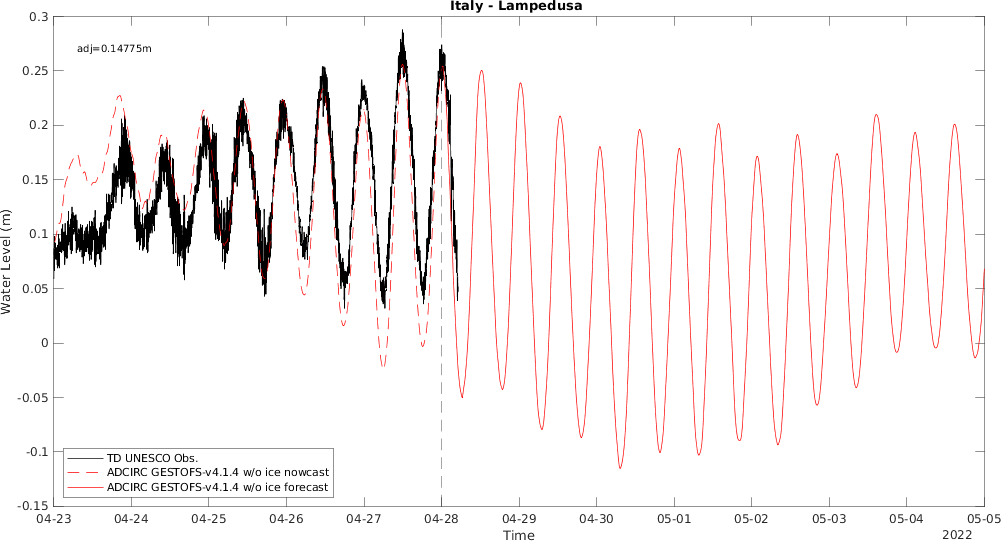 Italy - Lampedusa
adj=0.14775m
0.3
0.25
0.2
0.15
0.1
0.05
0
-0.05
-0.1
-0.15
Water Level (m)
TD UNESCO Obs.
ADCIRC GESTOFS-v4.1.4 w/o ice nowcast
ADCIRC GESTOFS-v4.1.4 w/o ice forecast
04-23 04-24 04-25 04-26 04-27 04-28 04-29 04-30 05-01 05-02 05-03 05-04 05-05
Time
2022